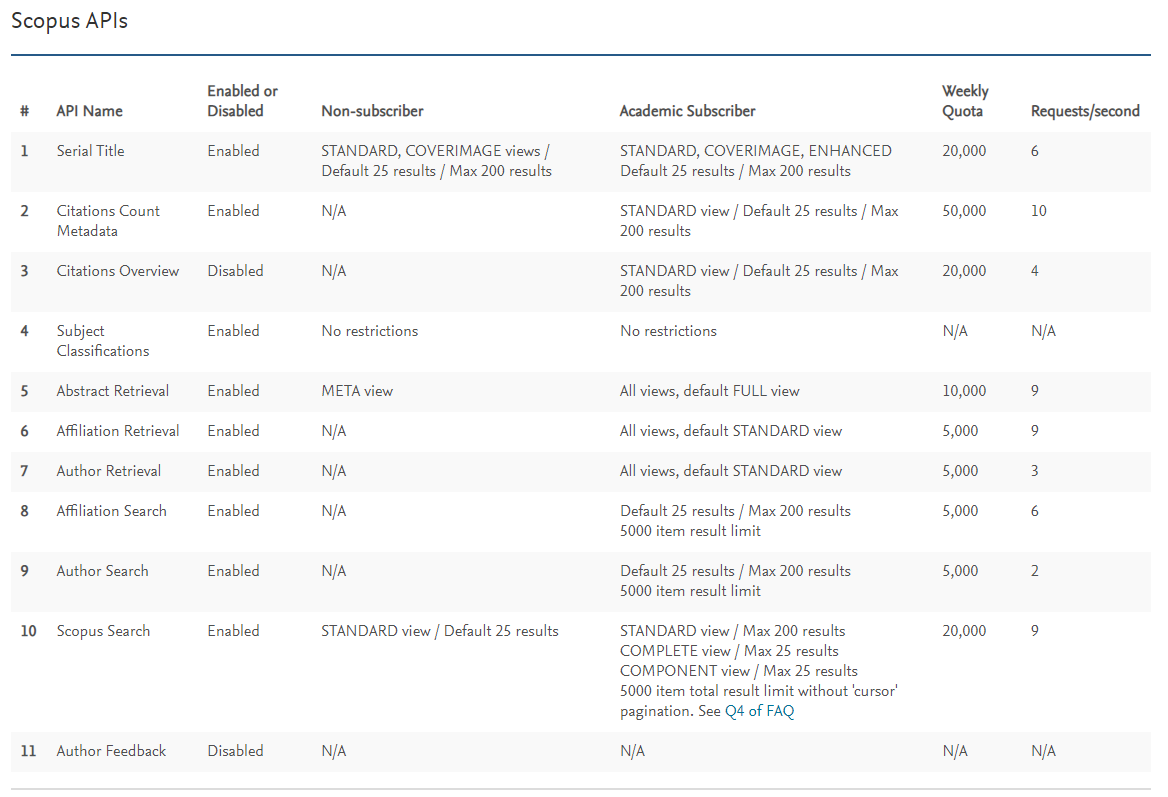 Scopus APIs
# API Name Enabled or Disabled Non-subscriber Academic Subscriber Weekly Quota Requests/second
1 Serial Title Enabled STANDARD, COVERIMAGE views / STANDARD, COVERIMAGE, ENHANCED 20,000 6
Default 25 results / Max 200 results Default 25 results / Max 200 results
2 Citations Count Enabled N/A STANDARD view / Default 25 results / Max 50,000 10
Metadata 200 results
3 Citations Overview Disabled N/A STANDARD view / Default 25 results / Max 20,000 4
200 results
4 Subject Enabled No restrictions No restrictions N/A N/A
Classifications
5 Abstract Retrieval Enabled META view All views, default FULL view 10,000 9
6 Affiliation Retrieval Enabled N/A All views, default STANDARD view 5,000 9
7 Author Retrieval Enabled N/A All views, default STANDARD view 5,000 3
8 Affiliation Search Enabled N/A Default 25 results / Max 200 results 5,000 6
5000 item result limit
9 Author Search Enabled N/A Default 25 results / Max 200 results 5,000 2
5000 item result limit
10 Scopus Search Enabled STANDARD view / Default 25 results STANDARD view / Max 200 results 20,000 9
COMPLETE view / Max 25 results
COMPONENT view / Max 25 results
5000 item total result limit without 'cursor'
pagination. See Q4 of FAQ
11 Author Feedback Disabled N/A N/A N/A N/A